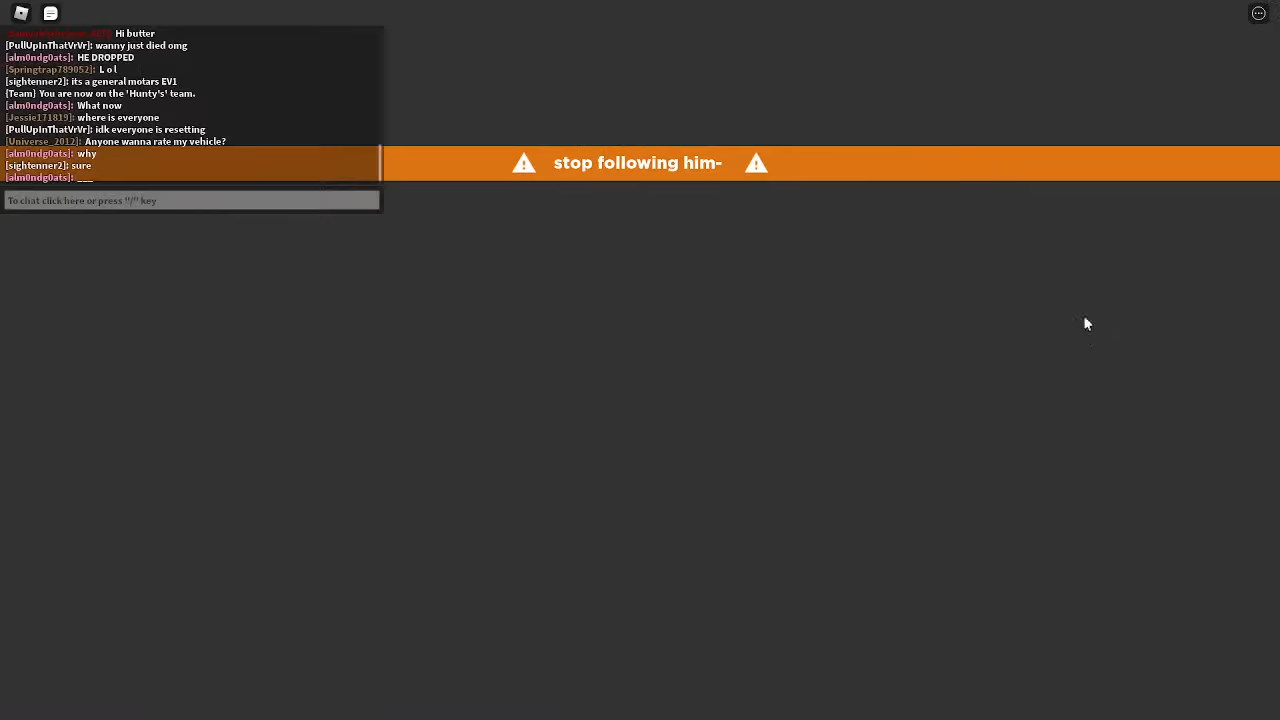 Hi butter
[PullUpInThatVrVr]: wanny just died omg
[alm0ndg0ats]: HE DROPPED
[Springtrap789052]: L o l
[sightenner2]: its a general motars EV1
{Team} You are now on the 'Hunty's' team.
[alm0ndg0ats]: What now
[Jessie171819]: where is everyone
[PullUpInThatVrVr]: idk everyone is resetting
[Universe_2012]: Anyone wanna rate my vehicle?
[alm0ndg0ats]: why
[sightenner2]: sure
[alm0ndg0ats]: ___
stop following him-
To chat click here or press "/" key